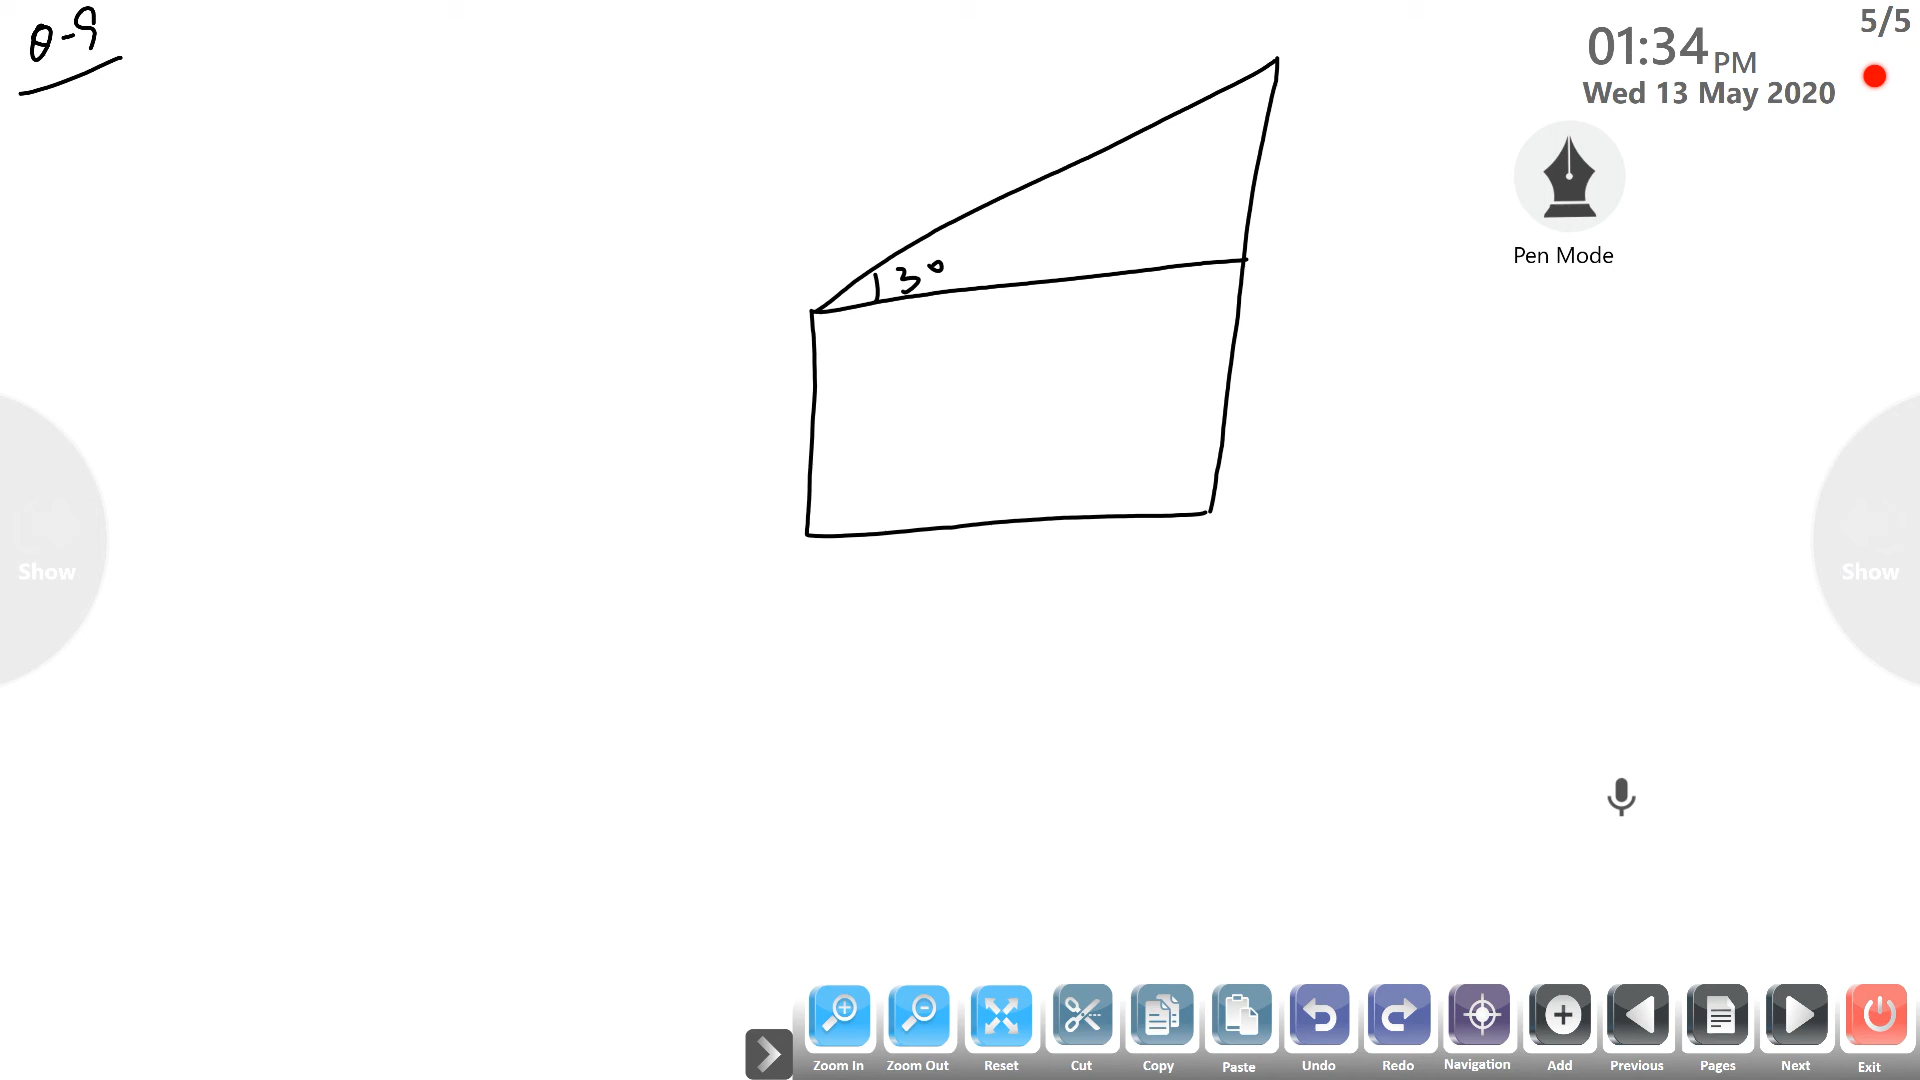 θ-9
5/5
01:34 PM
Wed 13 May 2020
Pen Mode
3°
Show
Show
Zoom In Zoom Out Reset Cut Copy Paste Undo Redo Navigation Add Previous Pages Next Exit